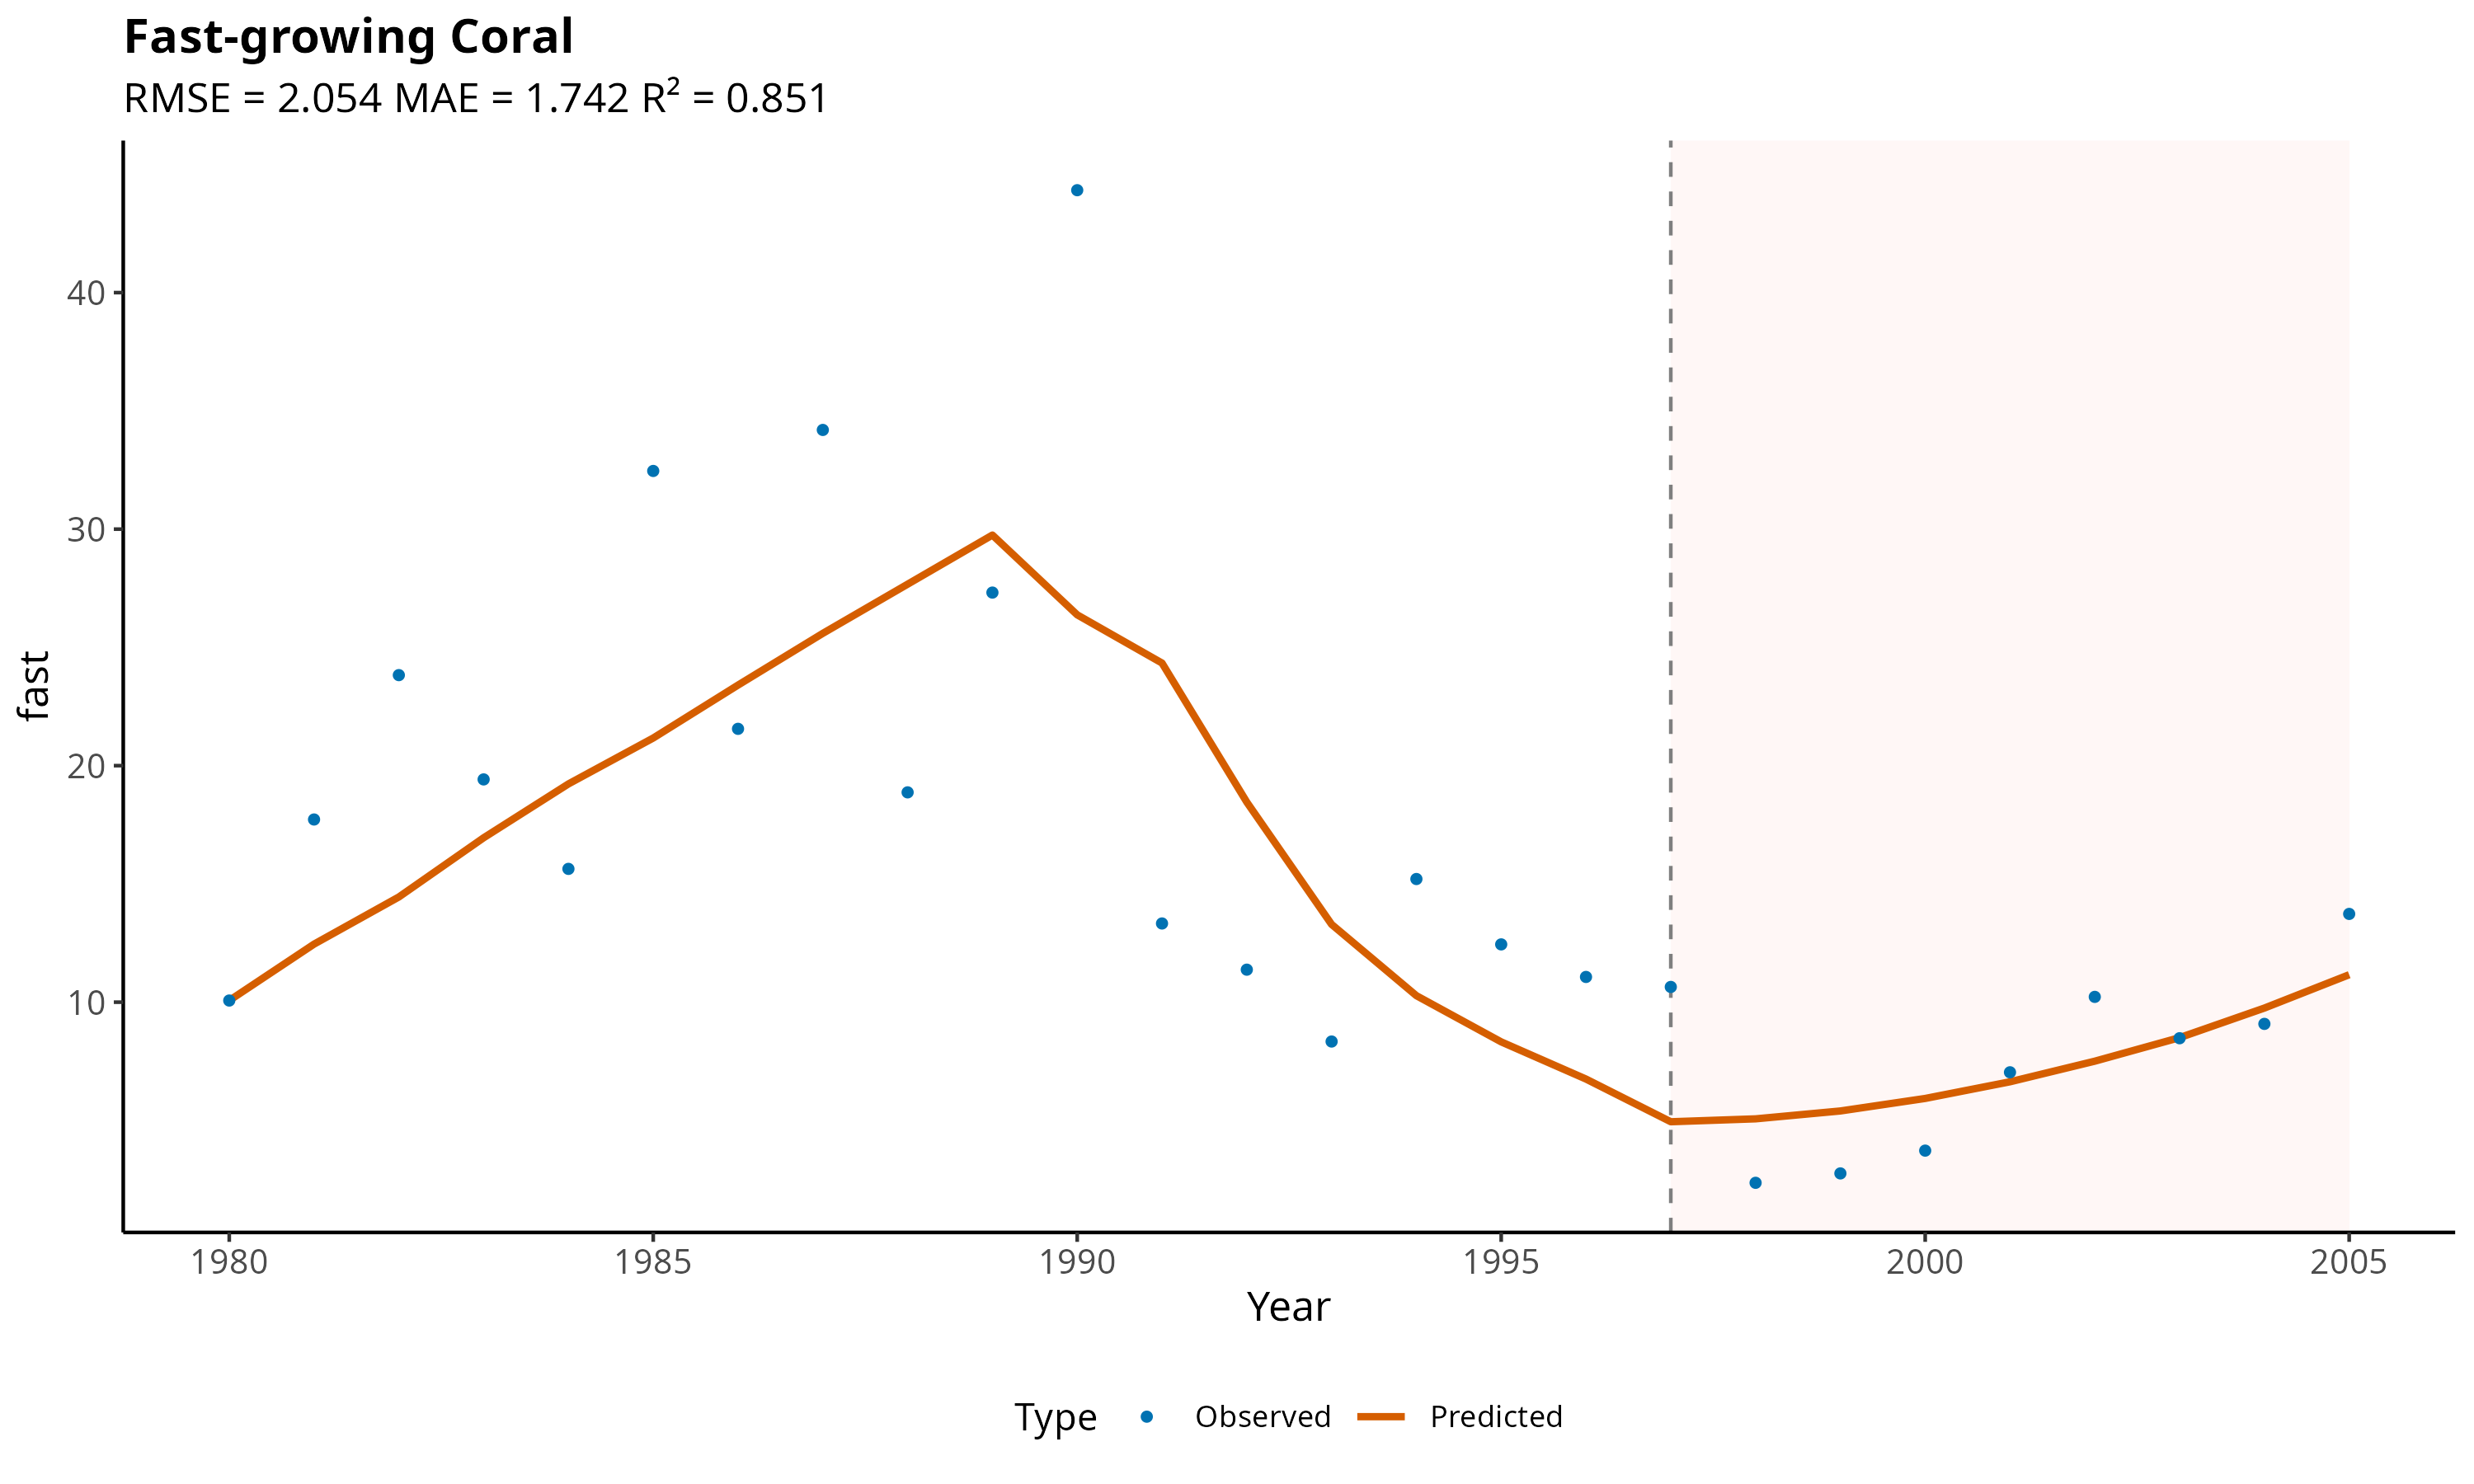 Fast-growing Coral
RMSE = 2.054 MAE = 1.742 R² = 0.851
40
30
20
10
fast
1980 1985 1990 1995 2000 2005
Year
Type Observed Predicted